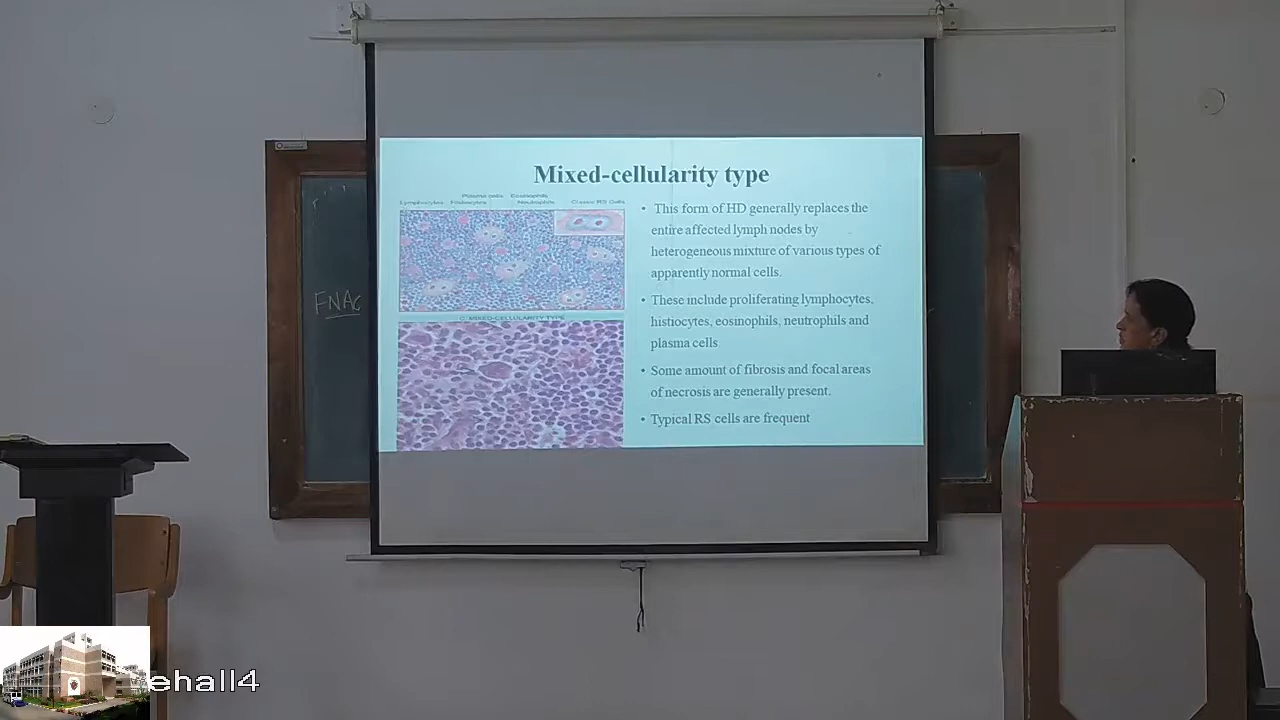 Mixed-cellularity type
Plasma cells Eosinophils
Lymphocytes Histiocytes Neutrophils Classic RS Cells
C. MIXED-CELLULARITY TYPE
• This form of HD generally replaces the
entire affected lymph nodes by
heterogeneous mixture of various types of
apparently normal cells.
• These include proliferating lymphocytes,
histiocytes, eosinophils, neutrophils and
plasma cells
• Some amount of fibrosis and focal areas
of necrosis are generally present.
• Typical RS cells are frequent
FNAC
ehall4